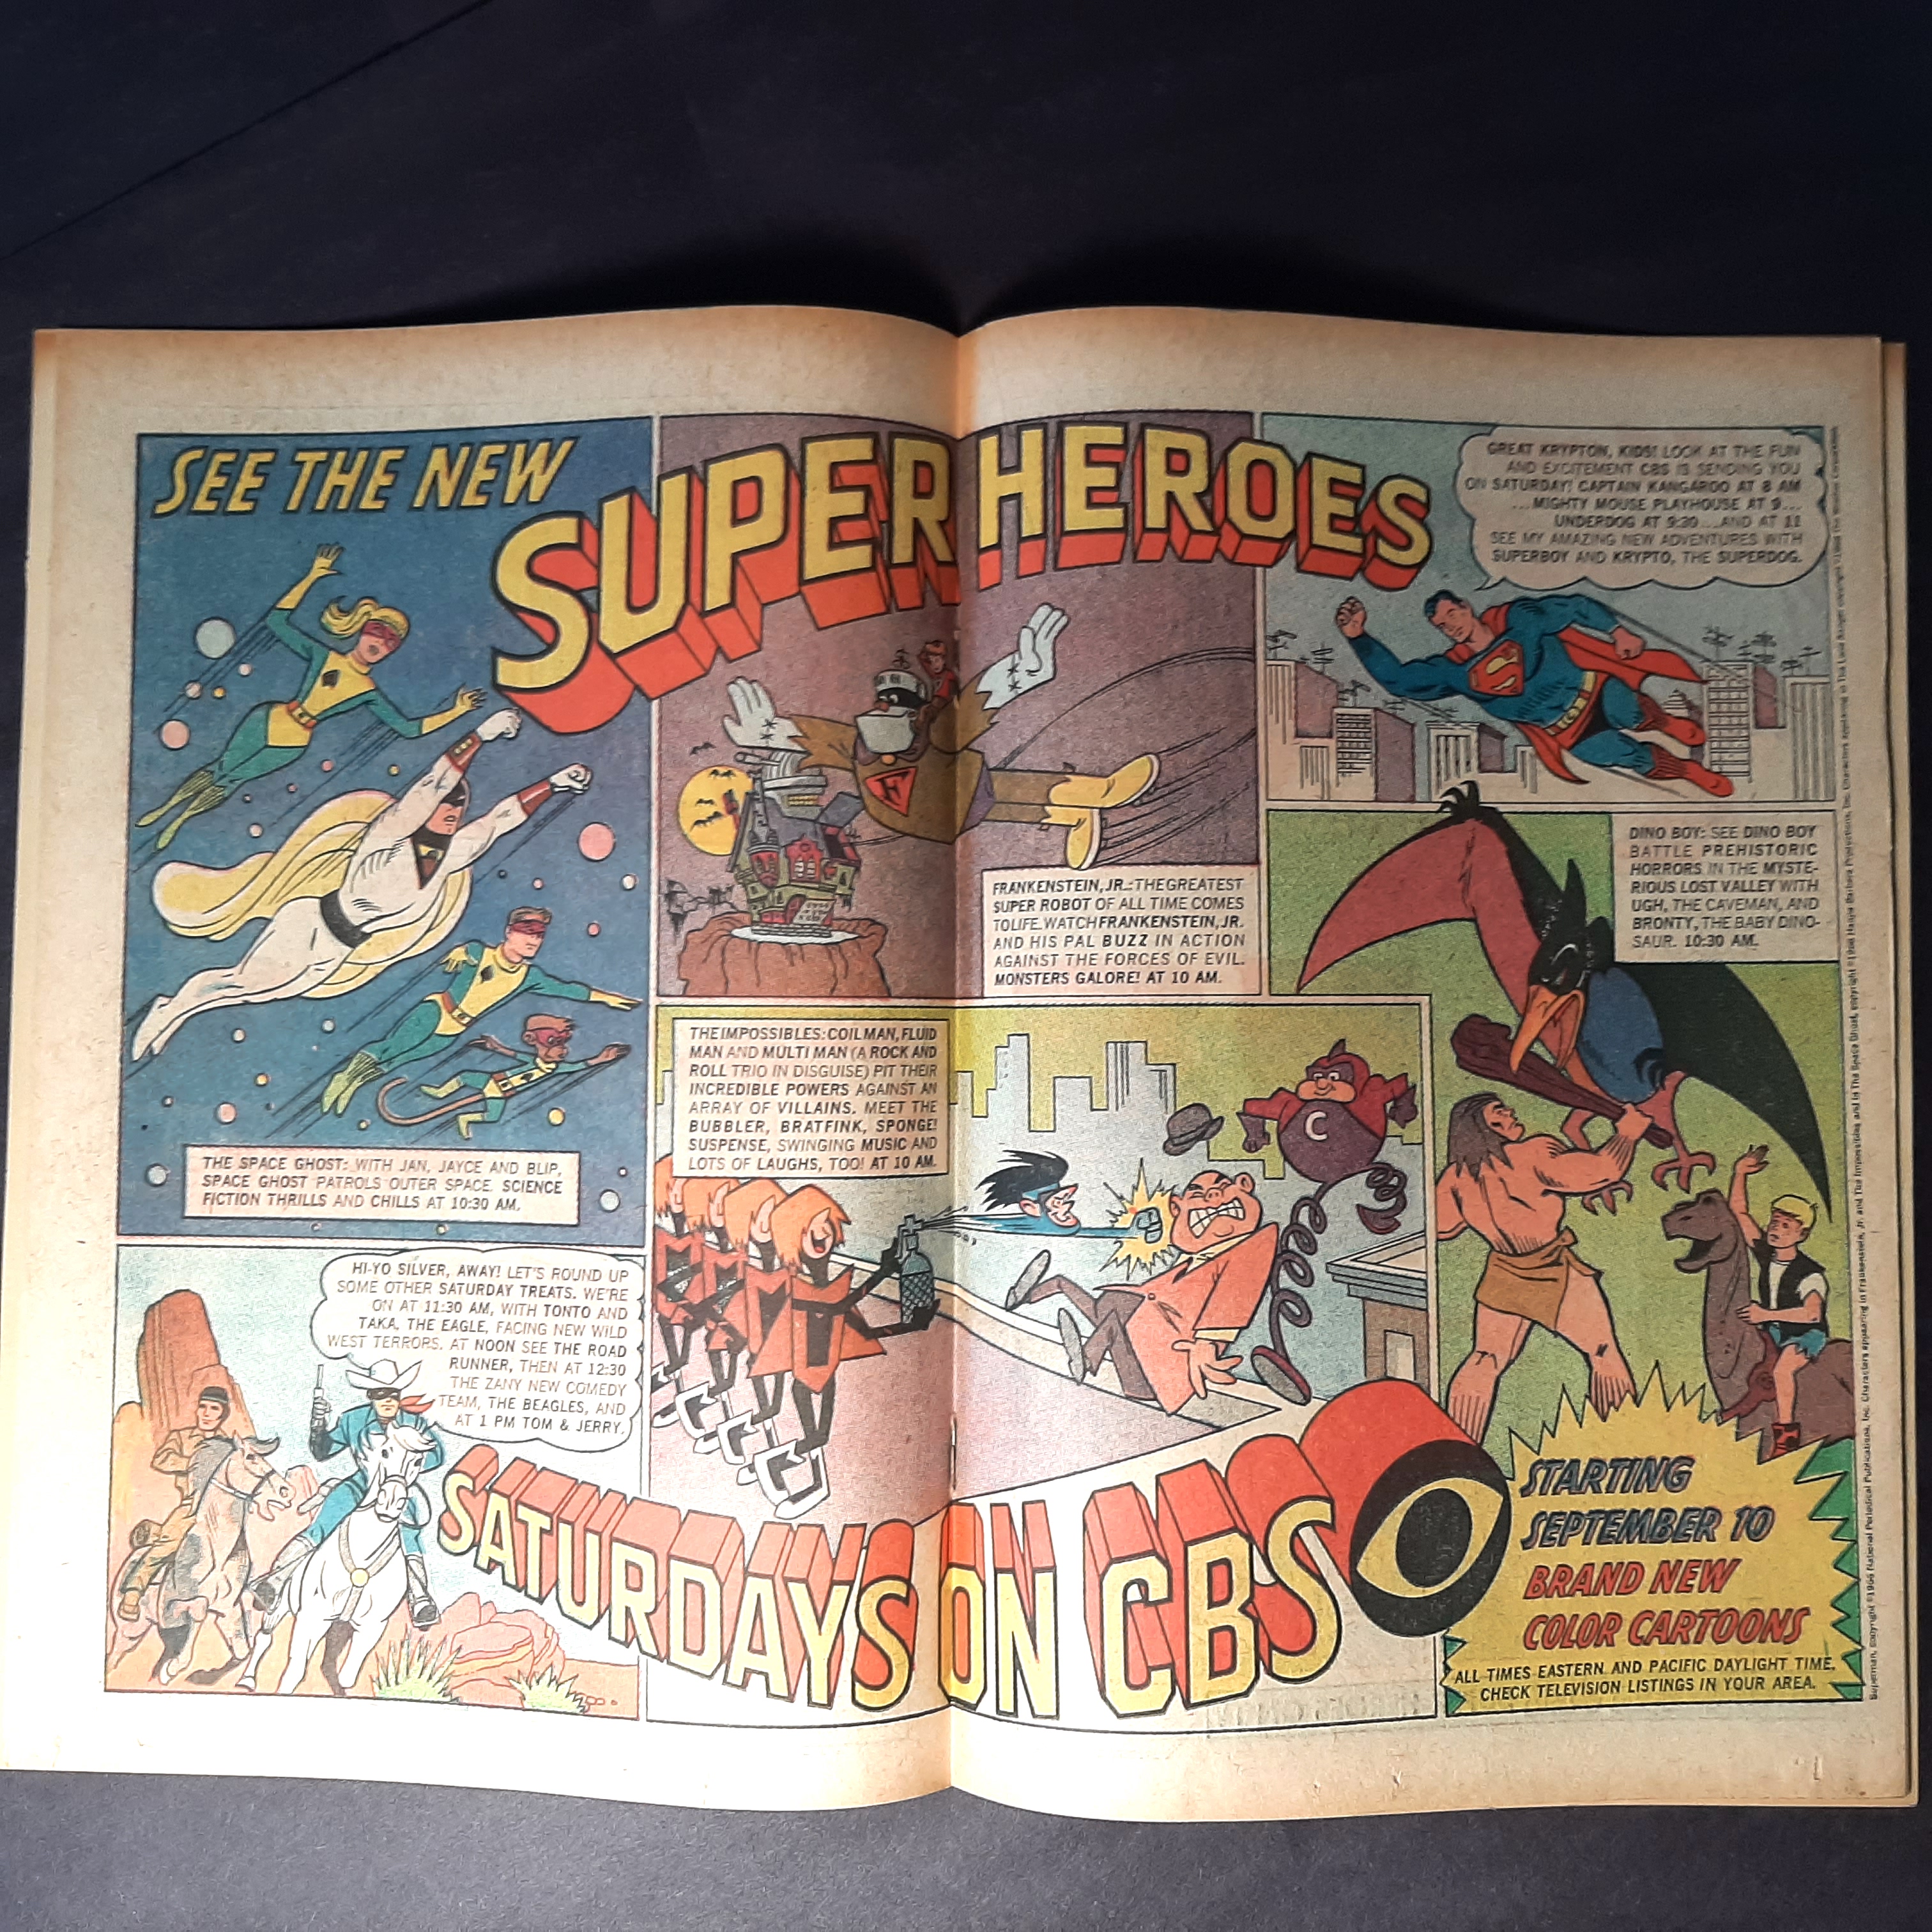 SEE THE NEW
SUPER HEROES
GREAT KRYPTON, KIDS! LOOK AT THE FUN
AND EXCITEMENT CBS IS SENDING YOU
ON SATURDAY! CAPTAIN KANGAROO AT 8 AM
...MIGHTY MOUSE PLAYHOUSE AT 9...
UNDERDOG AT 9:30...AND AT 11
SEE MY AMAZING NEW ADVENTURES WITH
SUPERBOY AND KRYPTO, THE SUPERDOG.
S
F
FRANKENSTEIN, JR.: THE GREATEST
SUPER ROBOT OF ALL TIME COMES
TO LIFE. WATCH FRANKENSTEIN, JR.
AND HIS PAL BUZZ IN ACTION
AGAINST THE FORCES OF EVIL.
MONSTERS GALORE! AT 10 AM.
DINO BOY: SEE DINO BOY
BATTLE PREHISTORIC
HORRORS IN THE MYSTE-
RIOUS LOST VALLEY WITH
UGH, THE CAVEMAN, AND
BRONTY, THE BABY DINO-
SAUR. 10:30 AM.
THE SPACE GHOST: WITH JAN, JAYCE AND BLIP,
SPACE GHOST PATROLS OUTER SPACE. SCIENCE
FICTION THRILLS AND CHILLS AT 10:30 AM.
THE IMPOSSIBLES: COIL MAN, FLUID
MAN AND MULTI MAN (A ROCK AND
ROLL TRIO IN DISGUISE) PIT THEIR
INCREDIBLE POWERS AGAINST AN
ARRAY OF VILLAINS. MEET THE
BUBBLER, BRATFINK, SPONGE!
SUSPENSE, SWINGING MUSIC AND
LOTS OF LAUGHS, TOO! AT 10 AM.
C
HI-YO SILVER, AWAY! LET'S ROUND UP
SOME OTHER SATURDAY TREATS. WE'RE
ON AT 11:30 AM, WITH TONTO AND
TAKA, THE EAGLE, FACING NEW WILD
WEST TERRORS. AT NOON SEE THE ROAD
RUNNER, THEN AT 12:30
THE ZANY NEW COMEDY
TEAM, THE BEAGLES, AND
AT 1 PM TOM & JERRY.
SATURDAYS ON CBS
STARTING
SEPTEMBER 10
BRAND NEW
COLOR CARTOONS
ALL TIMES EASTERN AND PACIFIC DAYLIGHT TIME.
CHECK TELEVISION LISTINGS IN YOUR AREA.
Superman, copyright ©1966 National Periodical Publications, Inc. Characters appearing in Frankenstein, Jr. and The Impossibles and in The Space Ghost, copyright ©1966 Hanna Barbera Productions, Inc. Characters appearing in The Lone Ranger copyright ©1966 The Wrather Corporation.